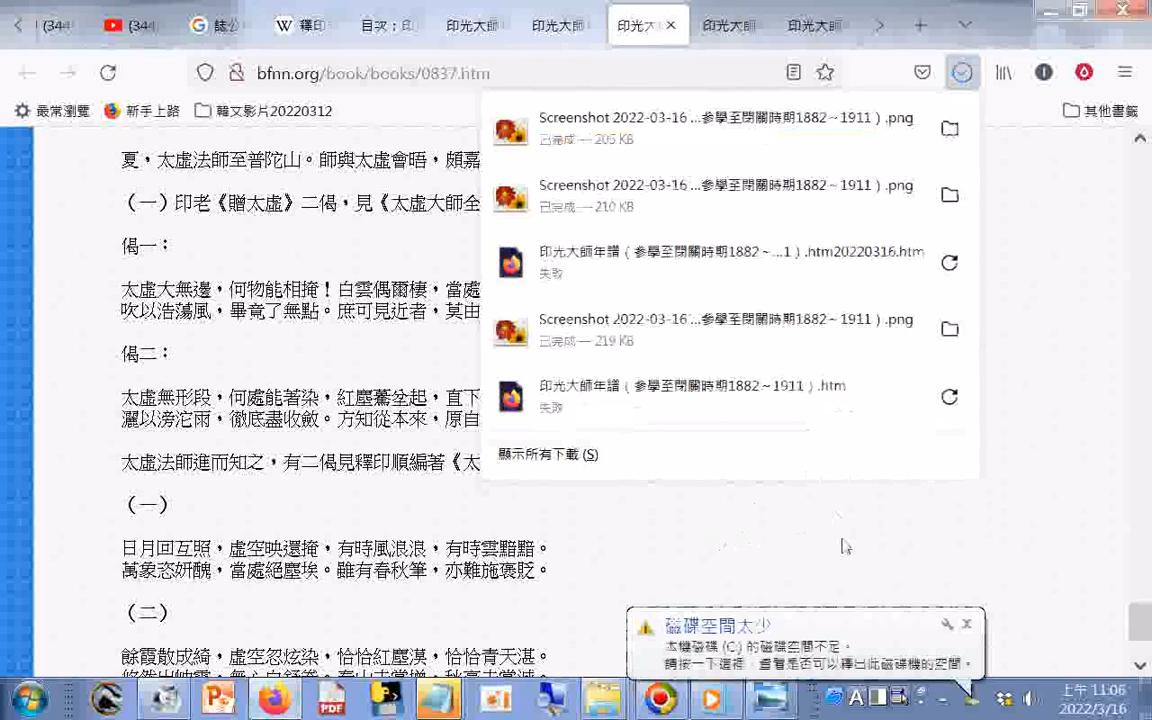 (344
(344
誌公
釋印
目次：印
印光大師
印光大師
印光大
印光大師
印光大師
bfnn.org/book/books/0837.htm
最常瀏覽
新手上路
韓文影片20220312
其他書籤
Screenshot 2022-03-16 ...參學至閉關時期1882～1911）.png
已完成 — 205 KB
Screenshot 2022-03-16 ...參學至閉關時期1882～1911）.png
已完成 — 210 KB
印光大師年譜（參學至閉關時期1882～...1）.htm20220316.htm
失敗
Screenshot 2022-03-16 ...參學至閉關時期1882～1911）.png
已完成 — 219 KB
印光大師年譜（參學至閉關時期1882～1911）.htm
失敗
顯示所有下載 (S)
夏，太虛法師至普陀山。師與太虛會晤，頗嘉
（一）印老《贈太虛》二偈，見《太虛大師全
偈一：
太虛大無邊，何物能相掩！白雲偶爾棲，當處
吹以浩蕩風，畢竟了無點。庶可見近者，莫由
偈二：
太虛無形段，何處能著染，紅塵驀坌起，直下
灑以滂沱雨，徹底盡收斂。方知從本來，原自
太虛法師進而知之，有二偈見釋印順編著《太
（一）
日月回互照，虛空映還掩，有時風浪浪，有時雲黯黯。
萬象恣妍醜，當處絕塵埃。雖有春秋筆，亦難施褒貶。
（二）
餘霞散成綺，虛空忽炫染，恰恰紅塵漠，恰恰青天湛。
磁碟空間太少
本機磁碟 (C:) 的磁碟空間不足。
請按一下這裡，查看是否可以釋出此磁碟機的空間。
上午 11:06
2022/3/16